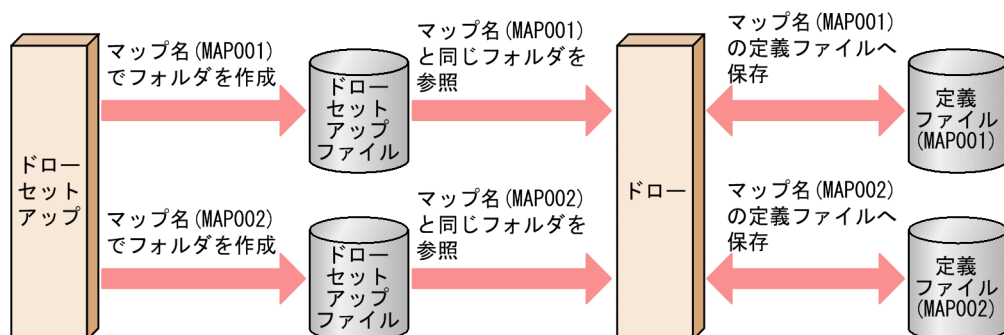 マップ名(MAP001)
でフォルダを作成
マップ名(MAP001)
と同じフォルダを
参照
マップ名(MAP001)
の定義ファイルへ
保存
ドロー
セット
アップ
ファイル
定義
ファイル
(MAP001)
ドロー
セット
アップ
ドロー
マップ名(MAP002)
でフォルダを作成
マップ名(MAP002)
と同じフォルダを
参照
マップ名(MAP002)
の定義ファイルへ
保存
ドロー
セット
アップ
ファイル
定義
ファイル
(MAP002)